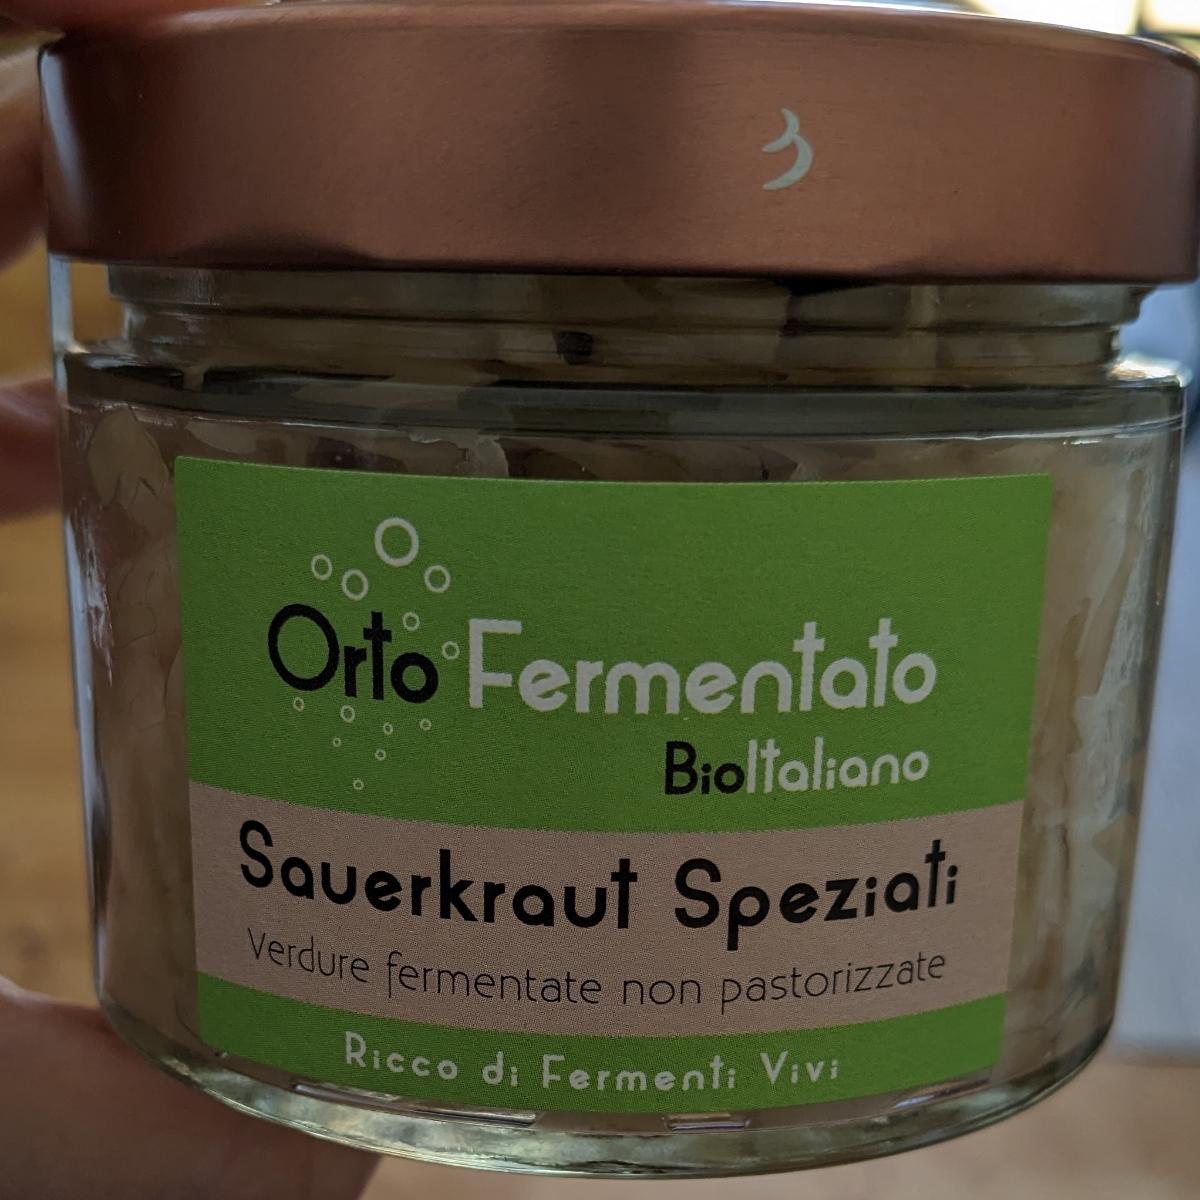 Orto Fermentato
BioItaliano
Sauerkraut Speziati
Verdure fermentate non pastorizzate
Ricco di Fermenti Vivi